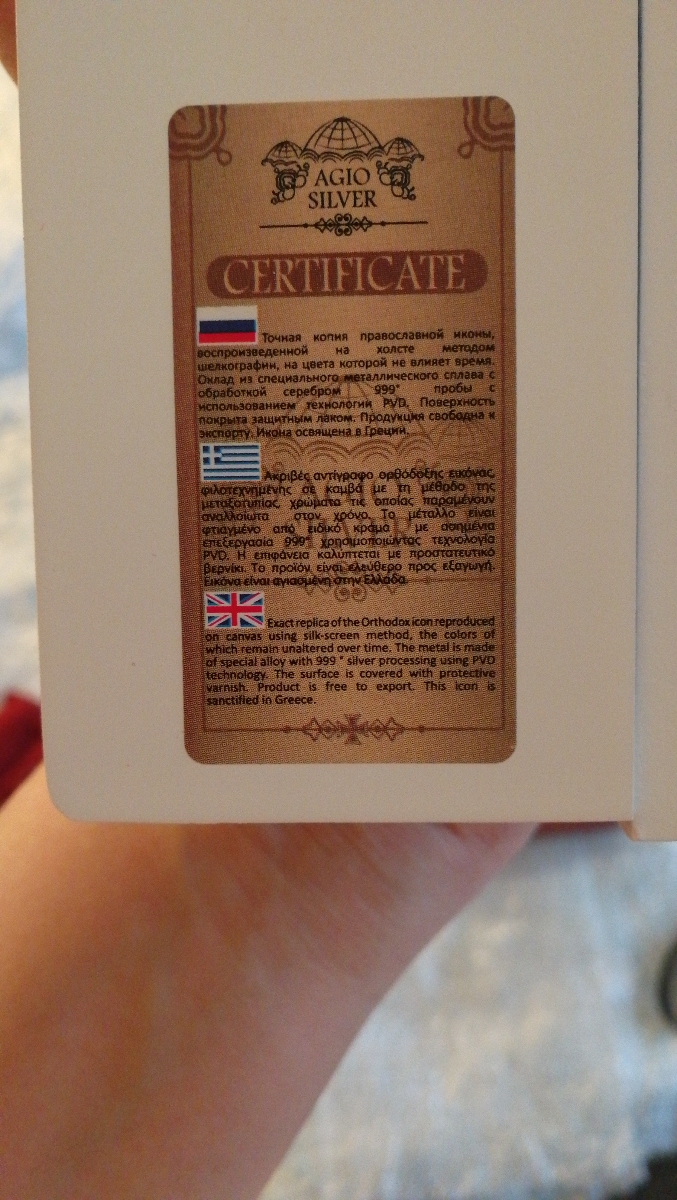 AGIO
SILVER
CERTIFICATE
Точная копия православной иконы,
воспроизведенной на холсте методом
шелкографии, на цвета которой не влияет время.
Оклад из специального металлического сплава с
обработкой серебром 999° пробы с
использованием технологии PVD. Поверхность
покрыта защитным лаком. Продукция свободна к
экспорту. Икона освящена в Греции.
Ακριβές αντίγραφο ορθόδοξης εικόνας,
φιλοτεχνημένης σε καμβά με τη μέθοδο της
μεταξοτυπίας, χρώματα τις οποίας παραμένουν
αναλλοίωτα στον χρόνο. Το μέταλλο είναι
φτιαγμένο από ειδικό κράμα με ασημένια
επεξεργασία 999° χρησιμοποιώντας τεχνολογία
PVD. Η επιφάνεια καλύπτεται με προστατευτικό
βερνίκι. Το προϊόν είναι ελεύθερο προς εξαγωγή.
Εικόνα είναι αγιασμένη στην Ελλάδα.
Exact replica of the Orthodox icon reproduced
on canvas using silk-screen method, the colors of
which remain unaltered over time. The metal is made
of special alloy with 999 ° silver processing using PVD
technology. The surface is covered with protective
varnish. Product is free to export. This icon is
sanctified in Greece.